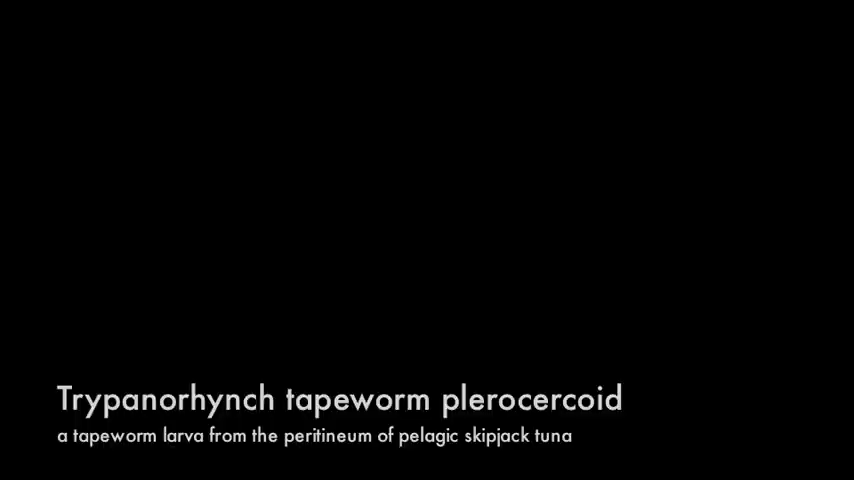 Trypanorhynch tapeworm plerocercoid
a tapeworm larva from the peritineum of pelagic skipjack tuna